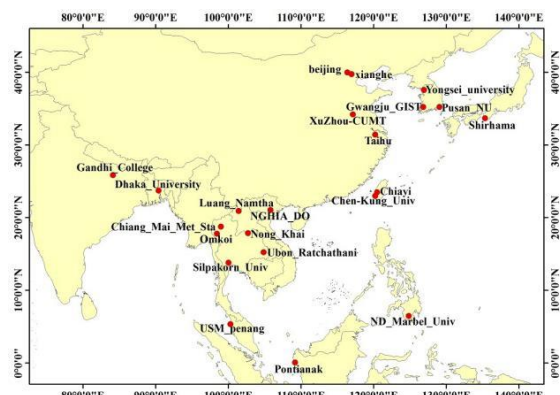 beijing
xianghe
40°0'0"N
Yongsei_university
Gwangju_GIST
Pusan_NU
XuZhou-CUMT
Shirhama
Taihu
30°0'0"N
Gandhi_College
Dhaka_University
Luang_Namtha
Chiayi
Chen-Kung_Univ
NGHIA_DO
20°0'0"N
Chiang_Mai_Met_Sta
Omkoi
Nong_Khai
Ubon_Ratchathani
Silpakorn_Univ
10°0'0"N
ND_Marbel_Univ
USM_penang
Pontianak
0°0'0"N
80°0'0"E 90°0'0"E 100°0'0"E 110°0'0"E 120°0'0"E 130°0'0"E 140°0'0"E